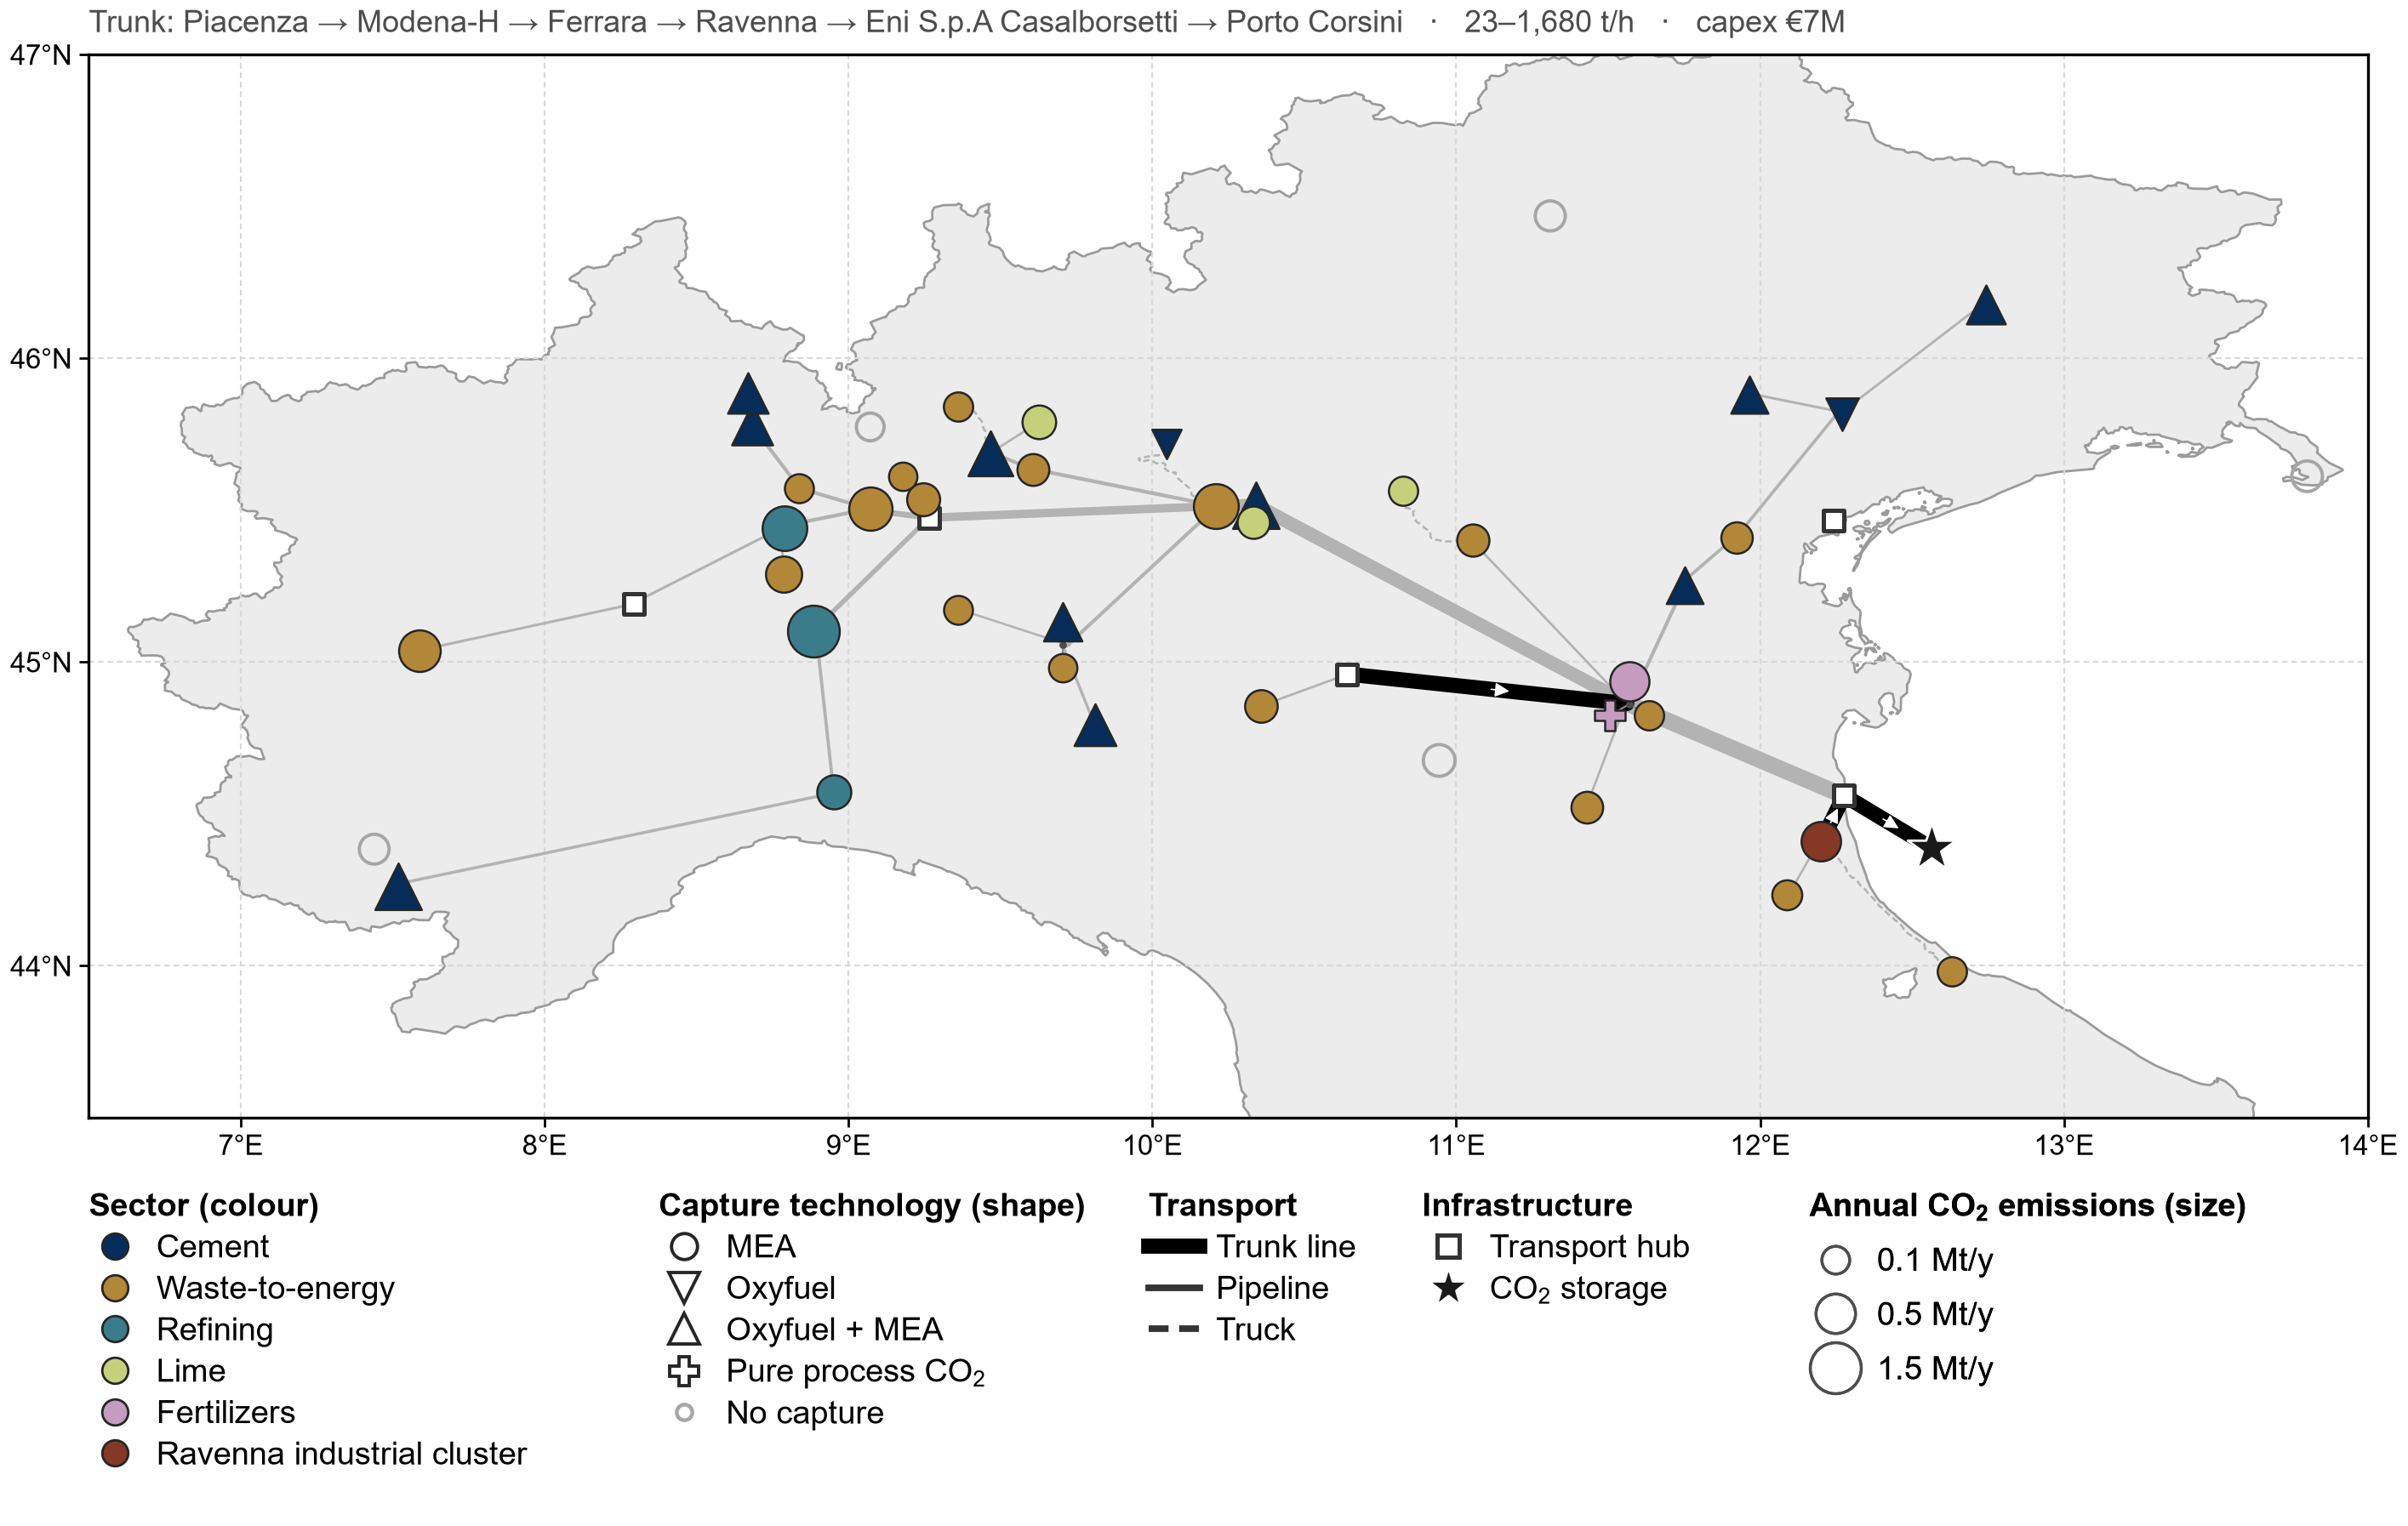 Trunk: Piacenza → Modena-H → Ferrara → Ravenna → Eni S.p.A Casalborsetti → Porto Corsini · 23–1,680 t/h · capex €7M
47°N
46°N
45°N
44°N
7°E 8°E 9°E 10°E 11°E 12°E 13°E 14°E
Sector (colour)
Cement
Waste-to-energy
Refining
Lime
Fertilizers
Ravenna industrial cluster
Capture technology (shape)
MEA
Oxyfuel
Oxyfuel + MEA
Pure process CO₂
No capture
Transport
Trunk line
Pipeline
Truck
Infrastructure
Transport hub
CO₂ storage
Annual CO₂ emissions (size)
0.1 Mt/y
0.5 Mt/y
1.5 Mt/y